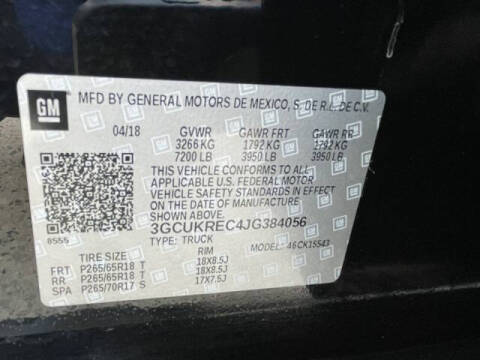 GM MFD BY GENERAL MOTORS DE MEXICO, S. DE R.L. DE C.V.
04/18 GVWR GAWR FRT GAWR RR
3266 KG 1792 KG 1792 KG
7200 LB 3950 LB 3950 LB
THIS VEHICLE CONFORMS TO ALL
APPLICABLE U.S. FEDERAL MOTOR
VEHICLE SAFETY STANDARDS IN
EFFECT ON THE DATE OF MANUFACTURE
SHOWN ABOVE.
3GCUKREC4JG384056
8555 TYPE: TRUCK MODEL: 46CK15543
TIRE SIZE RIM
FRT P265/65R18 T 18X8.5J
RR P265/65R18 T 18X8.5J
SPA P265/70R17 S 17X7.5J